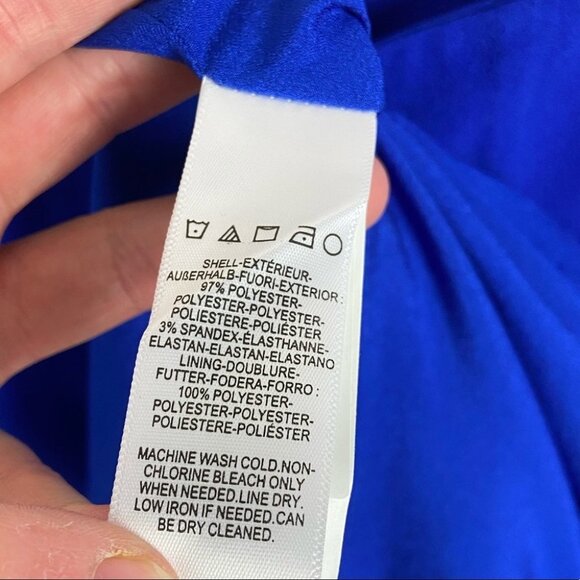 SHELL-EXTÉRIEUR-
AUßERHALB-FUORI-EXTERIOR:
97% POLYESTER-
POLYESTER-POLYESTER-
POLIESTERE-POLIÉSTER
3% SPANDEX-ÉLASTHANNE-
ELASTAN-ELASTAN-ELASTANO
LINING-DOUBLURE-
FUTTER-FODERA-FORRO:
100% POLYESTER-
POLYESTER-POLYESTER-
POLIESTERE-POLIÉSTER
MACHINE WASH COLD.NON-
CHLORINE BLEACH ONLY
WHEN NEEDED.LINE DRY.
LOW IRON IF NEEDED.CAN
BE DRY CLEANED.